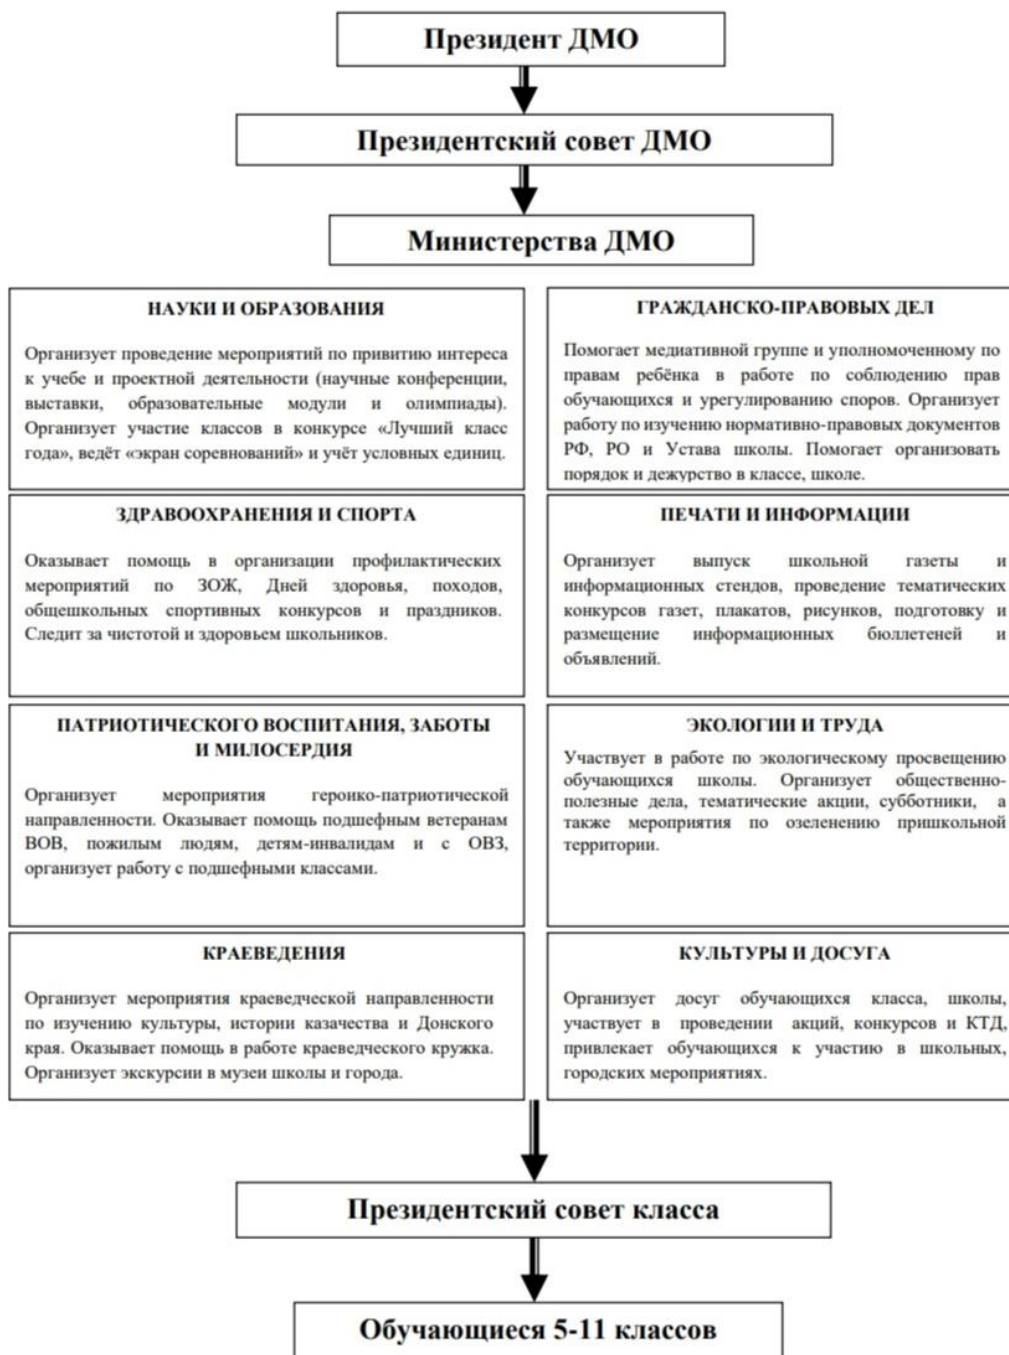 Президент ДМО
Президентский совет ДМО
Министерства ДМО
НАУКИ И ОБРАЗОВАНИЯ
Организует проведение мероприятий по привитию интереса
к учебе и проектной деятельности (научные конференции,
выставки, образовательные модули и олимпиады).
Организует участие классов в конкурсе «Лучший класс
года», ведёт «экран соревнований» и учёт условных единиц.
ГРАЖДАНСКО-ПРАВОВЫХ ДЕЛ
Помогает медиативной группе и уполномоченному по
правам ребёнка в работе по соблюдению прав
обучающихся и урегулированию споров. Организует
работу по изучению нормативно-правовых документов
РФ, РО и Устава школы. Помогает организовать
порядок и дежурство в классе, школе.
ЗДРАВООХРАНЕНИЯ И СПОРТА
Оказывает помощь в организации профилактических
мероприятий по ЗОЖ, Дней здоровья, походов,
общешкольных спортивных конкурсов и праздников.
Следит за чистотой и здоровьем школьников.
ПЕЧАТИ И ИНФОРМАЦИИ
Организует выпуск школьной газеты и
информационных стендов, проведение тематических
конкурсов газет, плакатов, рисунков, подготовку и
размещение информационных бюллетеней и
объявлений.
ПАТРИОТИЧЕСКОГО ВОСПИТАНИЯ, ЗАБОТЫ
И МИЛОСЕРДИЯ
Организует мероприятия героико-патриотической
направленности. Оказывает помощь подшефным ветеранам
ВОВ, пожилым людям, детям-инвалидам и с ОВЗ,
организует работу с подшефными классами.
ЭКОЛОГИИ И ТРУДА
Участвует в работе по экологическому просвещению
обучающихся школы. Организует общественно-
полезные дела, тематические акции, субботники, а
также мероприятия по озеленению пришкольной
территории.
КРАЕВЕДЕНИЯ
Организует мероприятия краеведческой направленности
по изучению культуры, истории казачества и Донского
края. Оказывает помощь в работе краеведческого кружка.
Организует экскурсии в музеи школы и города.
КУЛЬТУРЫ И ДОСУГА
Организует досуг обучающихся класса, школы,
участвует в проведении акций, конкурсов и КТД,
привлекает обучающихся к участию в школьных,
городских мероприятиях.
Президентский совет класса
Обучающиеся 5-11 классов